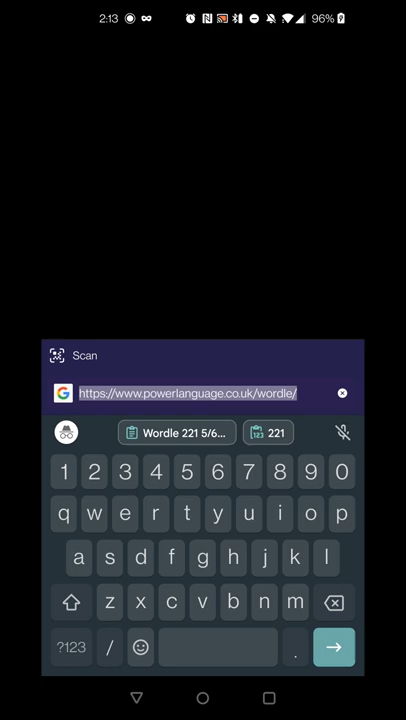 2:13 96%
Scan
https://www.powerlanguage.co.uk/wordle/
Wordle 221 5/6... 123 221
1 2 3 4 5 6 7 8 9 0
q w e r t y u i o p
a s d f g h j k l
z x c v b n m
?123 / .